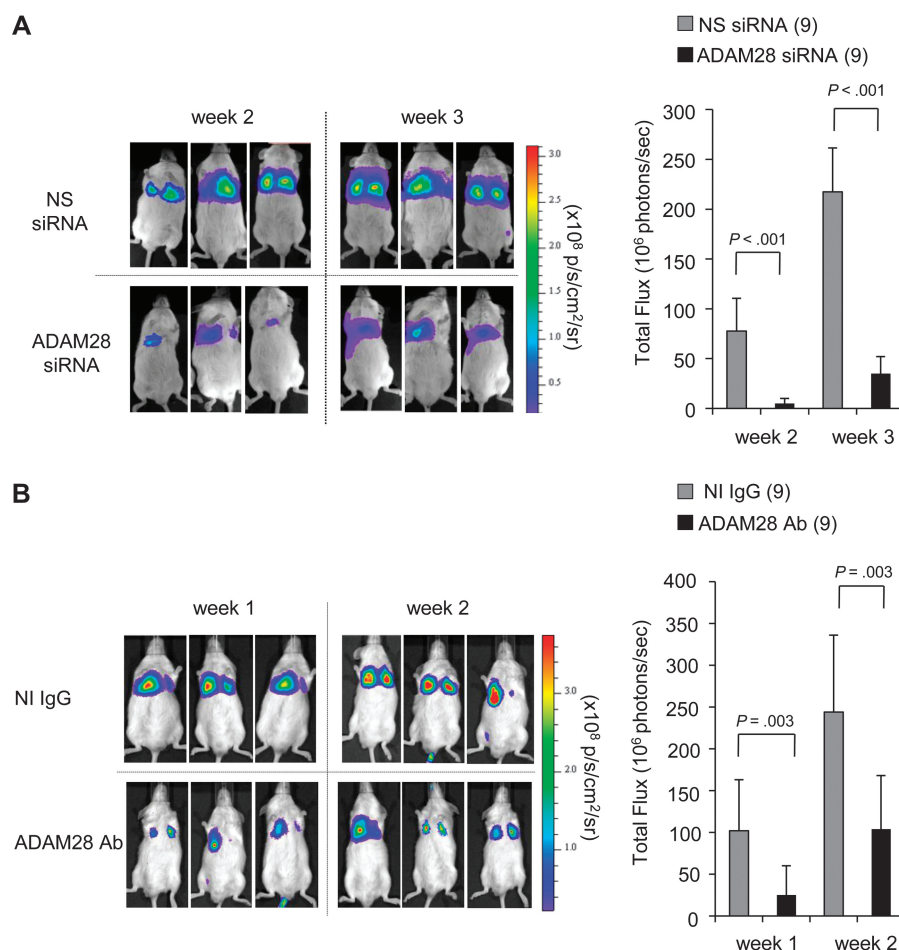 A
NS siRNA (9)
ADAM28 siRNA (9)
week 2
week 3
NS
siRNA
ADAM28
siRNA
3.0
2.5
2.0
1.5
1.0
0.5
(x10⁸ p/s/cm²/sr)
Total Flux (10⁶ photons/sec)
300
250
200
150
100
50
0
P < .001
P < .001
week 2
week 3
B
NI IgG (9)
ADAM28 Ab (9)
week 1
week 2
NI IgG
ADAM28 Ab
3.0
2.0
1.0
(x10⁸ p/s/cm²/sr)
Total Flux (10⁶ photons/sec)
400
350
300
250
200
150
100
50
0
P = .003
P = .003
week 1
week 2